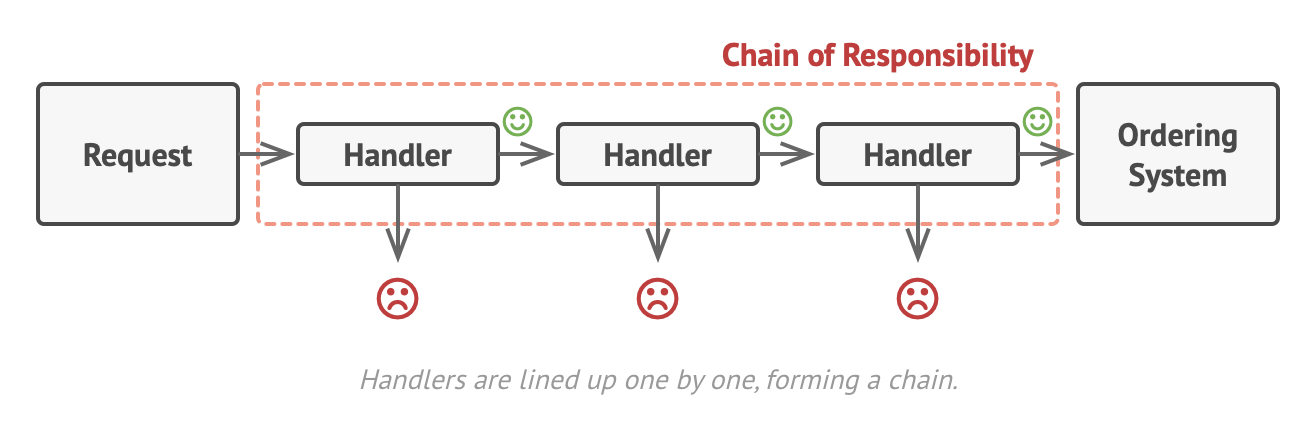 Chain of Responsibility
Request
Handler
Handler
Handler
Ordering
System
Handlers are lined up one by one, forming a chain.